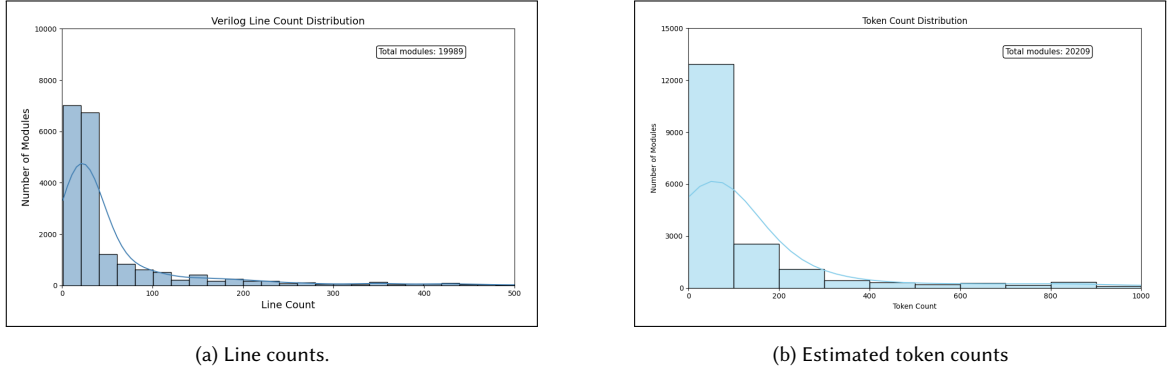 Verilog Line Count Distribution
Total modules: 19989
10000
8000
6000
4000
2000
0
Number of Modules
0 100 200 300 400 500
Line Count
(a) Line counts.
Token Count Distribution
Total modules: 20209
15000
12000
9000
6000
3000
0
Number of Modules
0 200 400 600 800 1000
Token Count
(b) Estimated token counts